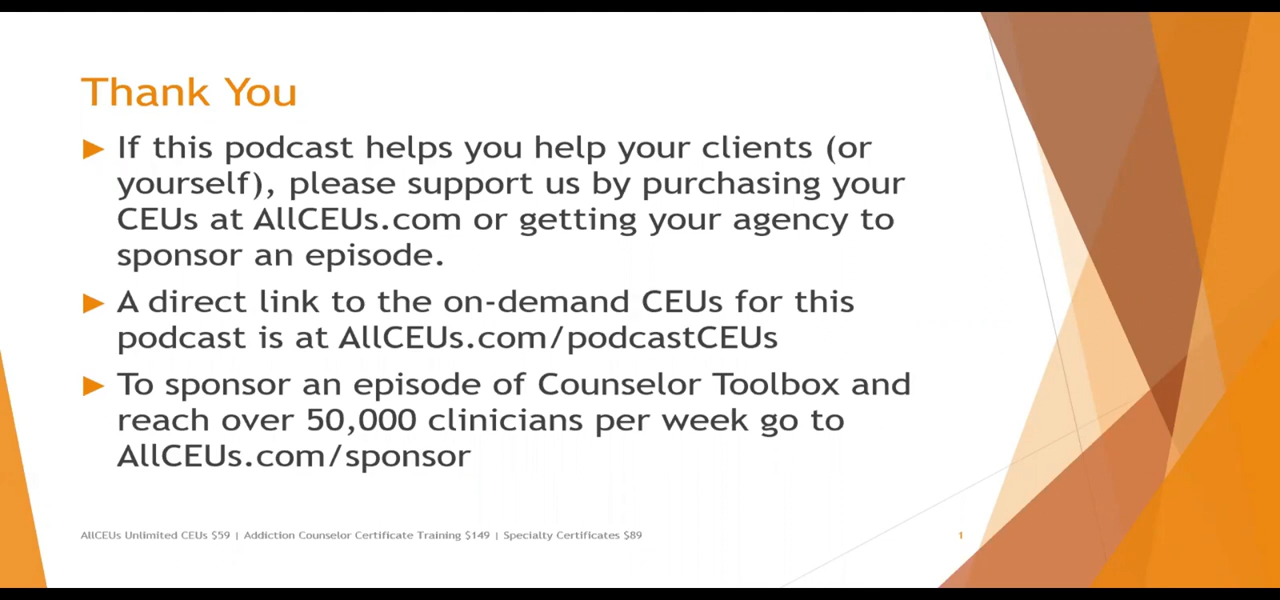 Thank You
► If this podcast helps you help your clients (or
yourself), please support us by purchasing your
CEUs at AllCEUs.com or getting your agency to
sponsor an episode.
► A direct link to the on-demand CEUs for this
podcast is at AllCEUs.com/podcastCEUs
► To sponsor an episode of Counselor Toolbox and
reach over 50,000 clinicians per week go to
AllCEUs.com/sponsor
AllCEUs Unlimited CEUs $59 | Addiction Counselor Certificate Training $149 | Specialty Certificates $89
1